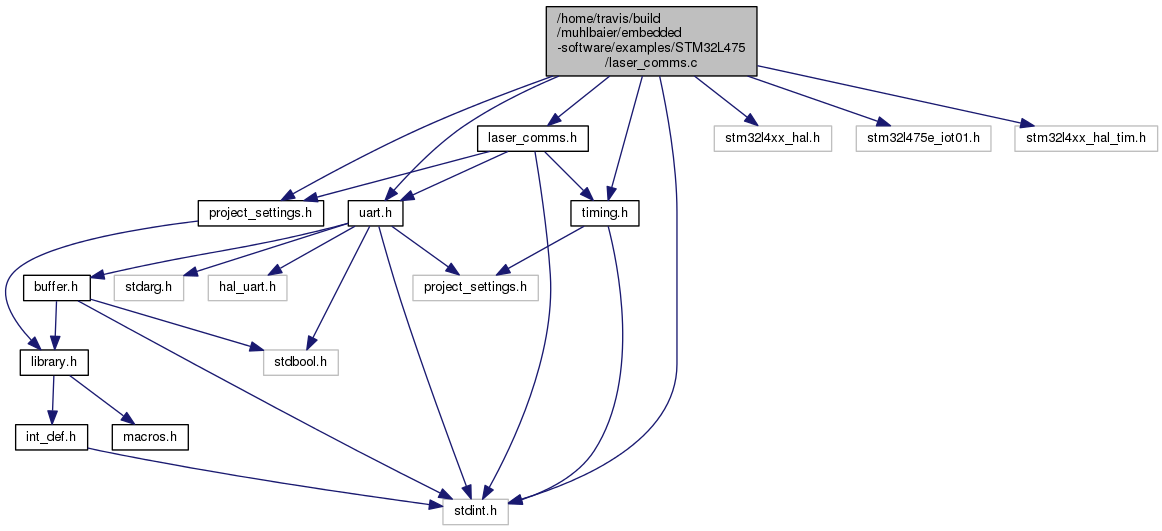 /home/travis/build
/muhlbaier/embedded
-software/examples/STM32L475
/laser_comms.c
laser_comms.h
stm32l4xx_hal.h
stm32l475e_iot01.h
stm32l4xx_hal_tim.h
project_settings.h
uart.h
timing.h
buffer.h
stdarg.h
hal_uart.h
project_settings.h
library.h
stdbool.h
int_def.h
macros.h
stdint.h